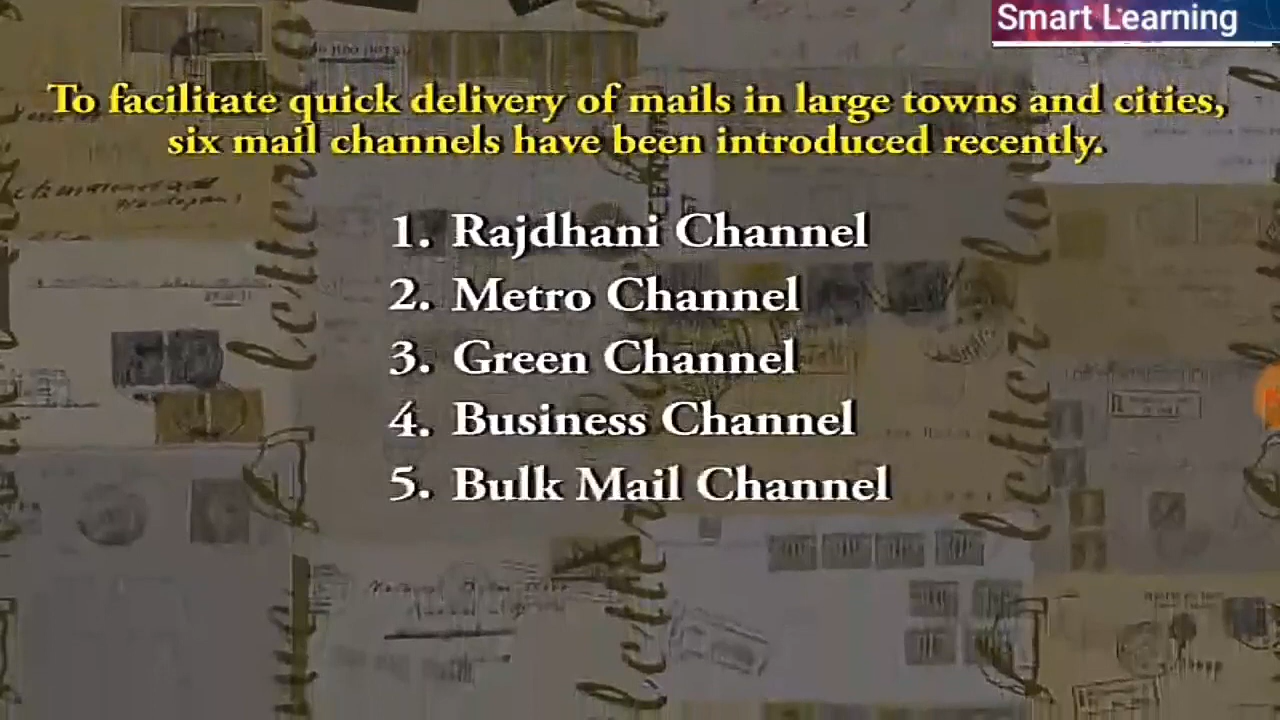 Smart Learning
To facilitate quick delivery of mails in large towns and cities,
six mail channels have been introduced recently.
1. Rajdhani Channel
2. Metro Channel
3. Green Channel
4. Business Channel
5. Bulk Mail Channel